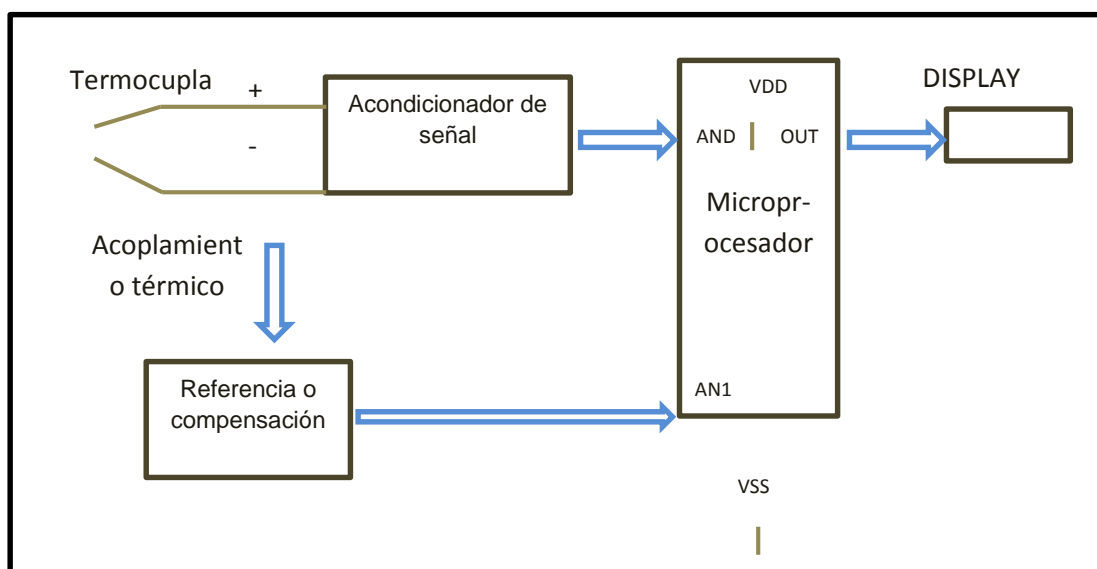 Termocupla
+
-
Acondicionador de
señal
VDD
AND
OUT
Micropr-
ocesador
AN1
DISPLAY
Acoplamient
o térmico
Referencia o
compensación
VSS